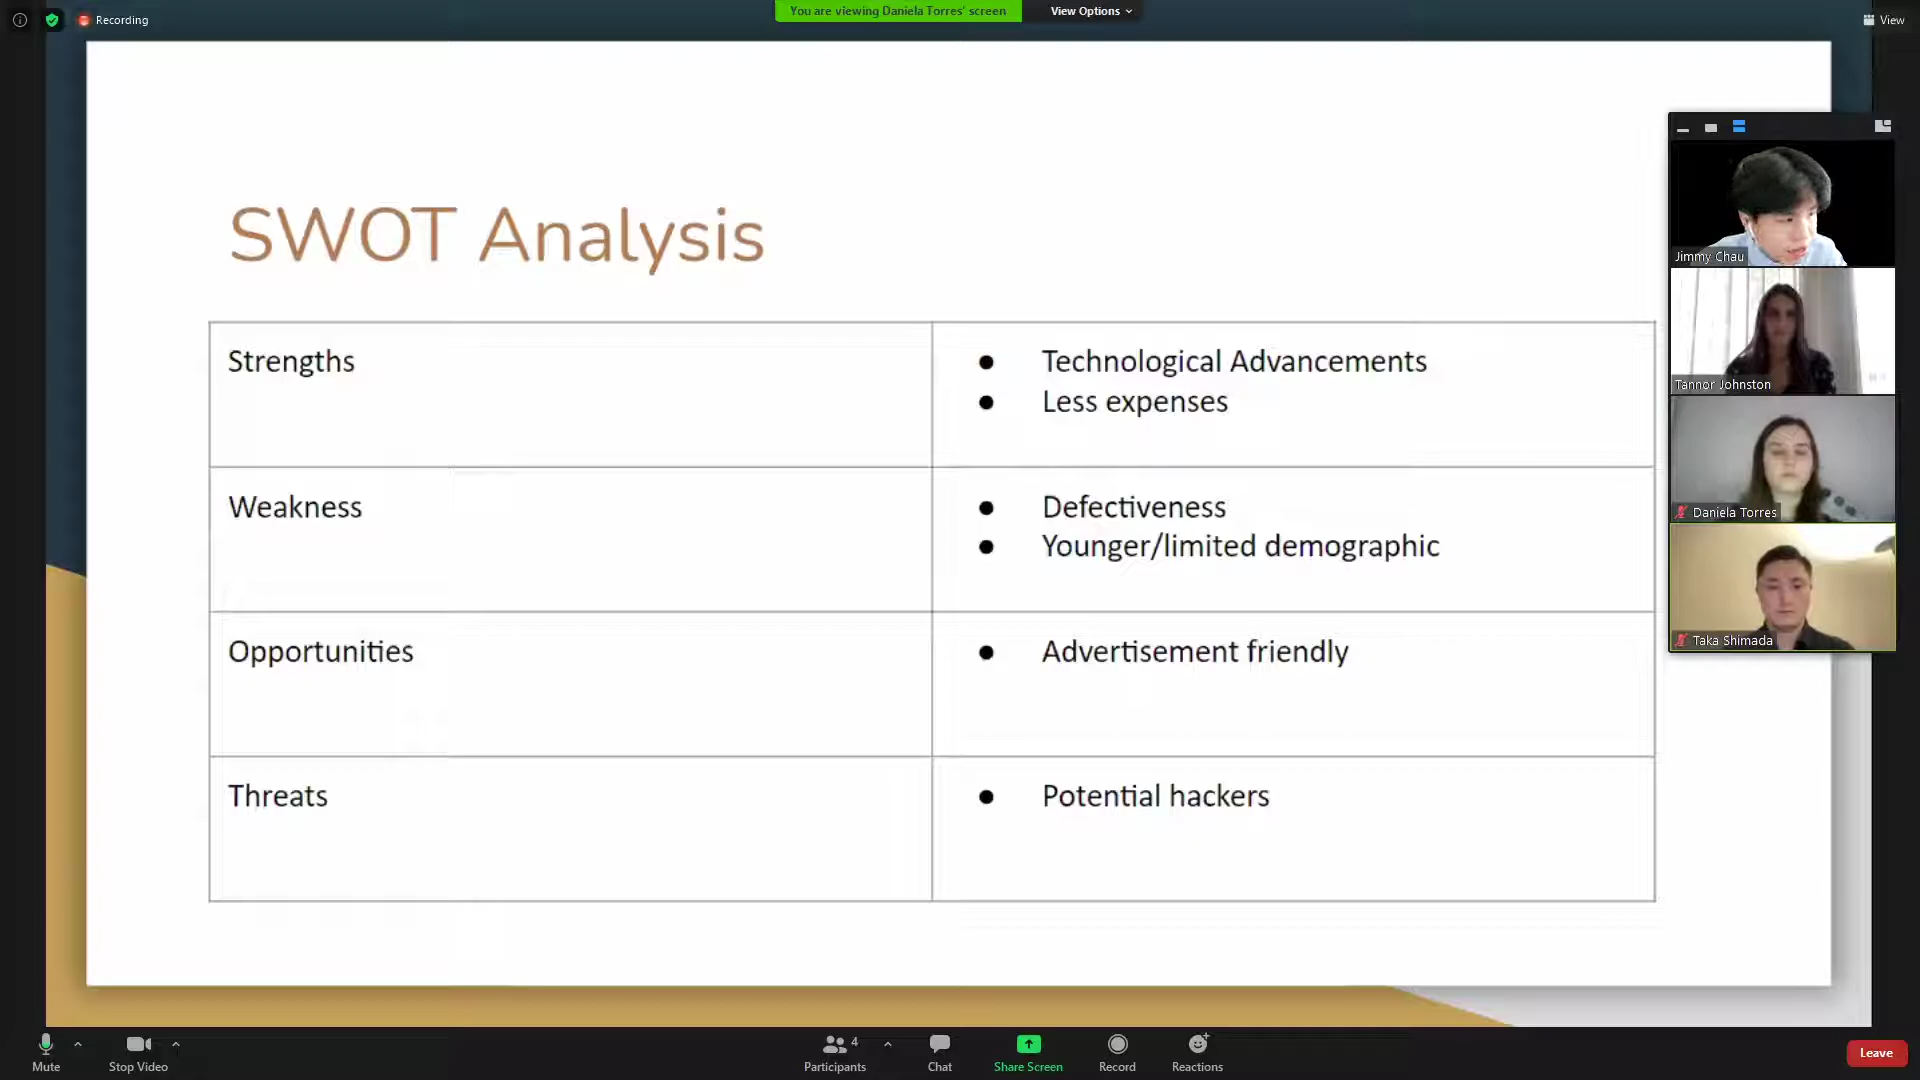 Recording
You are viewing Daniela Torres' screen
View Options
View
SWOT Analysis
Strengths
● Technological Advancements
● Less expenses
Weakness
● Defectiveness
● Younger/limited demographic
Opportunities
● Advertisement friendly
Threats
● Potential hackers
Jimmy Chau
Tannor Johnston
Daniela Torres
Taka Shimada
Mute
Stop Video
4
Participants
Chat
Share Screen
Record
Reactions
Leave